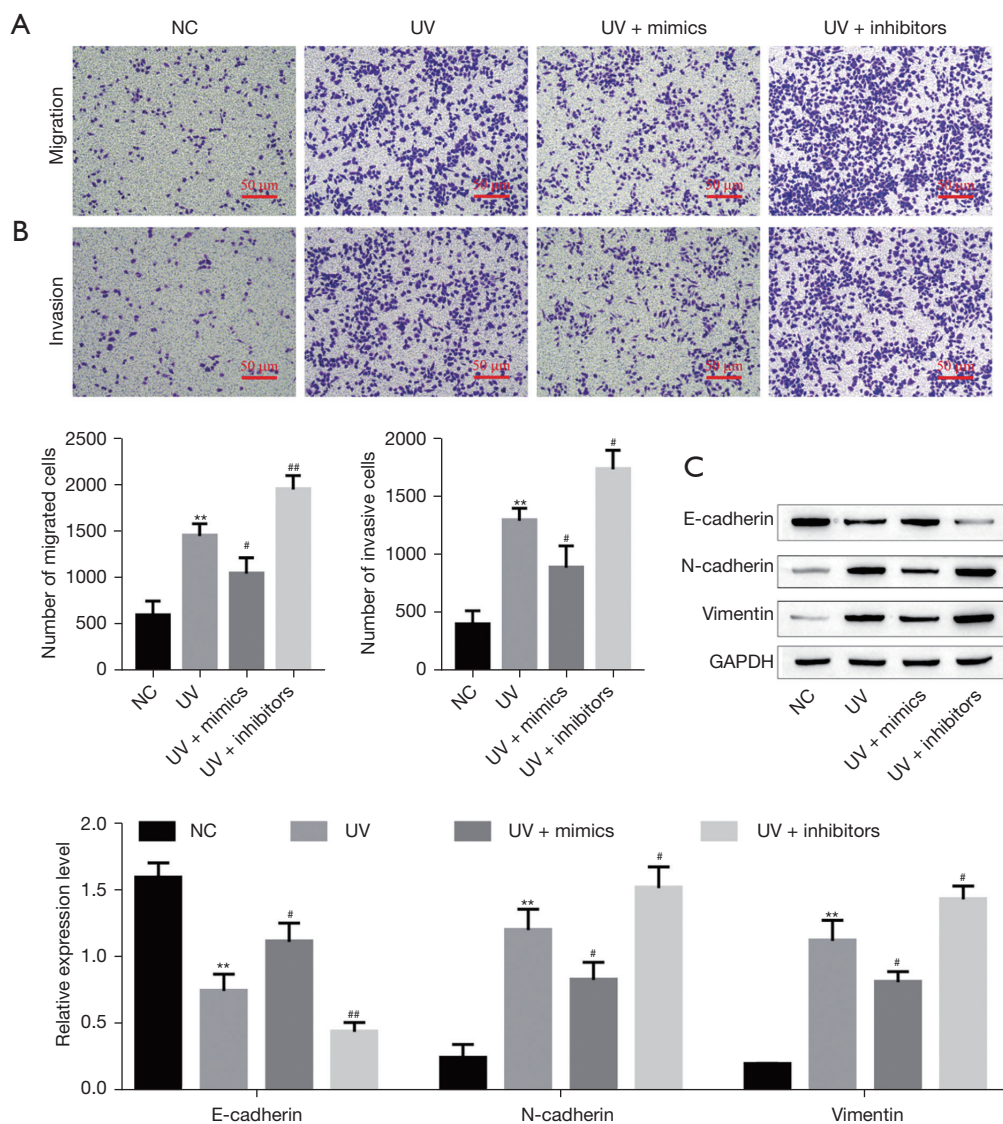 A
NC
UV
UV + mimics
UV + inhibitors
Migration
50 μm
50 μm
50 μm
50 μm
B
Invasion
50 μm
50 μm
50 μm
50 μm
Number of migrated cells
2500
2000
1500
1000
500
0
**
#
##
NC
UV
UV + mimics
UV + inhibitors
Number of invasive cells
2000
1500
1000
500
0
**
#
#
NC
UV
UV + mimics
UV + inhibitors
C
E-cadherin
N-cadherin
Vimentin
GAPDH
NC
UV
UV + mimics
UV + inhibitors
Relative expression level
2.0
1.5
1.0
0.5
0.0
NC
UV
UV + mimics
UV + inhibitors
**
#
##
**
#
#
**
#
#
E-cadherin
N-cadherin
Vimentin